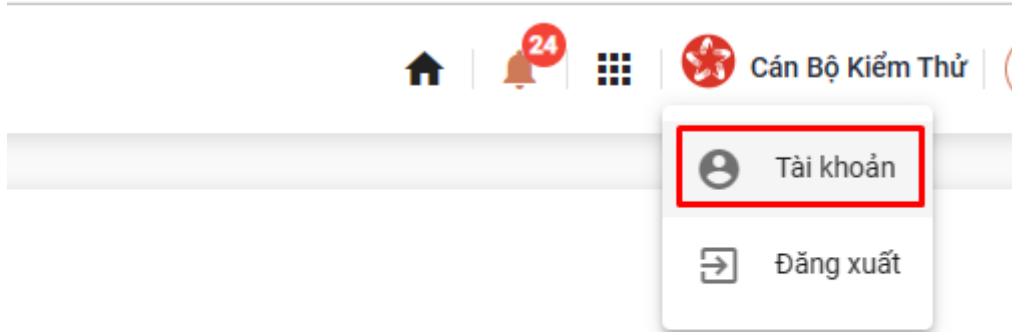 24
Cán Bộ Kiểm Thử
Tài khoản
Đăng xuất